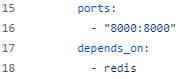 15 ports:
16 - "8000:8000"
17 depends_on:
18 - redis